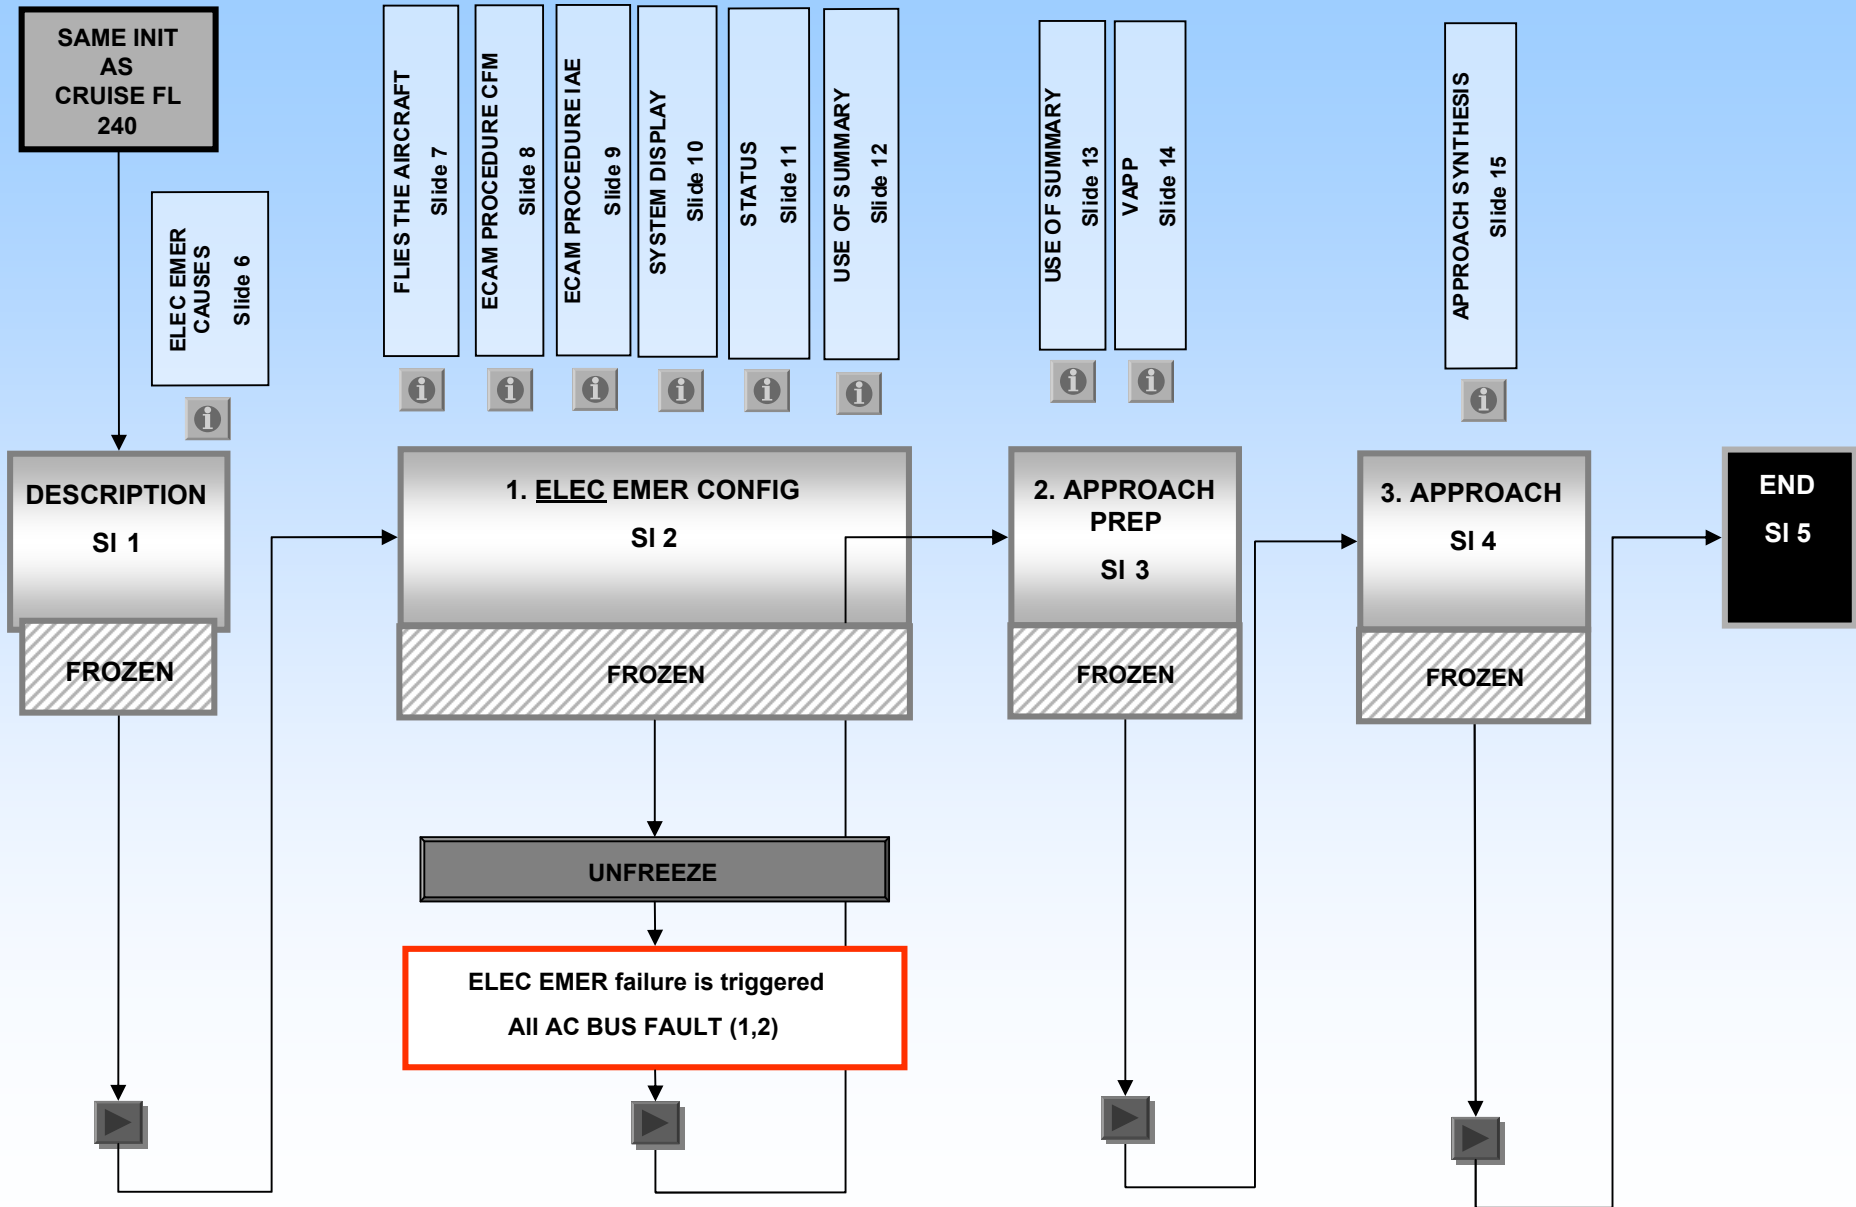 SAME INIT
AS
CRUISE FL
240
ELEC EMER
CAUSES
Slide 6
FLIES THE AIRCRAFT
Slide 7
ECAM PROCEDURE CFM
Slide 8
ECAM PROCEDURE IAE
Slide 9
SYSTEM DISPLAY
Slide 10
STATUS
Slide 11
USE OF SUMMARY
Slide 12
USE OF SUMMARY
Slide 13
VAPP
Slide 14
APPROACH SYNTHESIS
Slide 15
DESCRIPTION
SI 1
FROZEN
1. ELEC EMER CONFIG
SI 2
FROZEN
UNFREEZE
ELEC EMER failure is triggered
All AC BUS FAULT (1,2)
2. APPROACH
PREP
SI 3
FROZEN
3. APPROACH
SI 4
FROZEN
END
SI 5